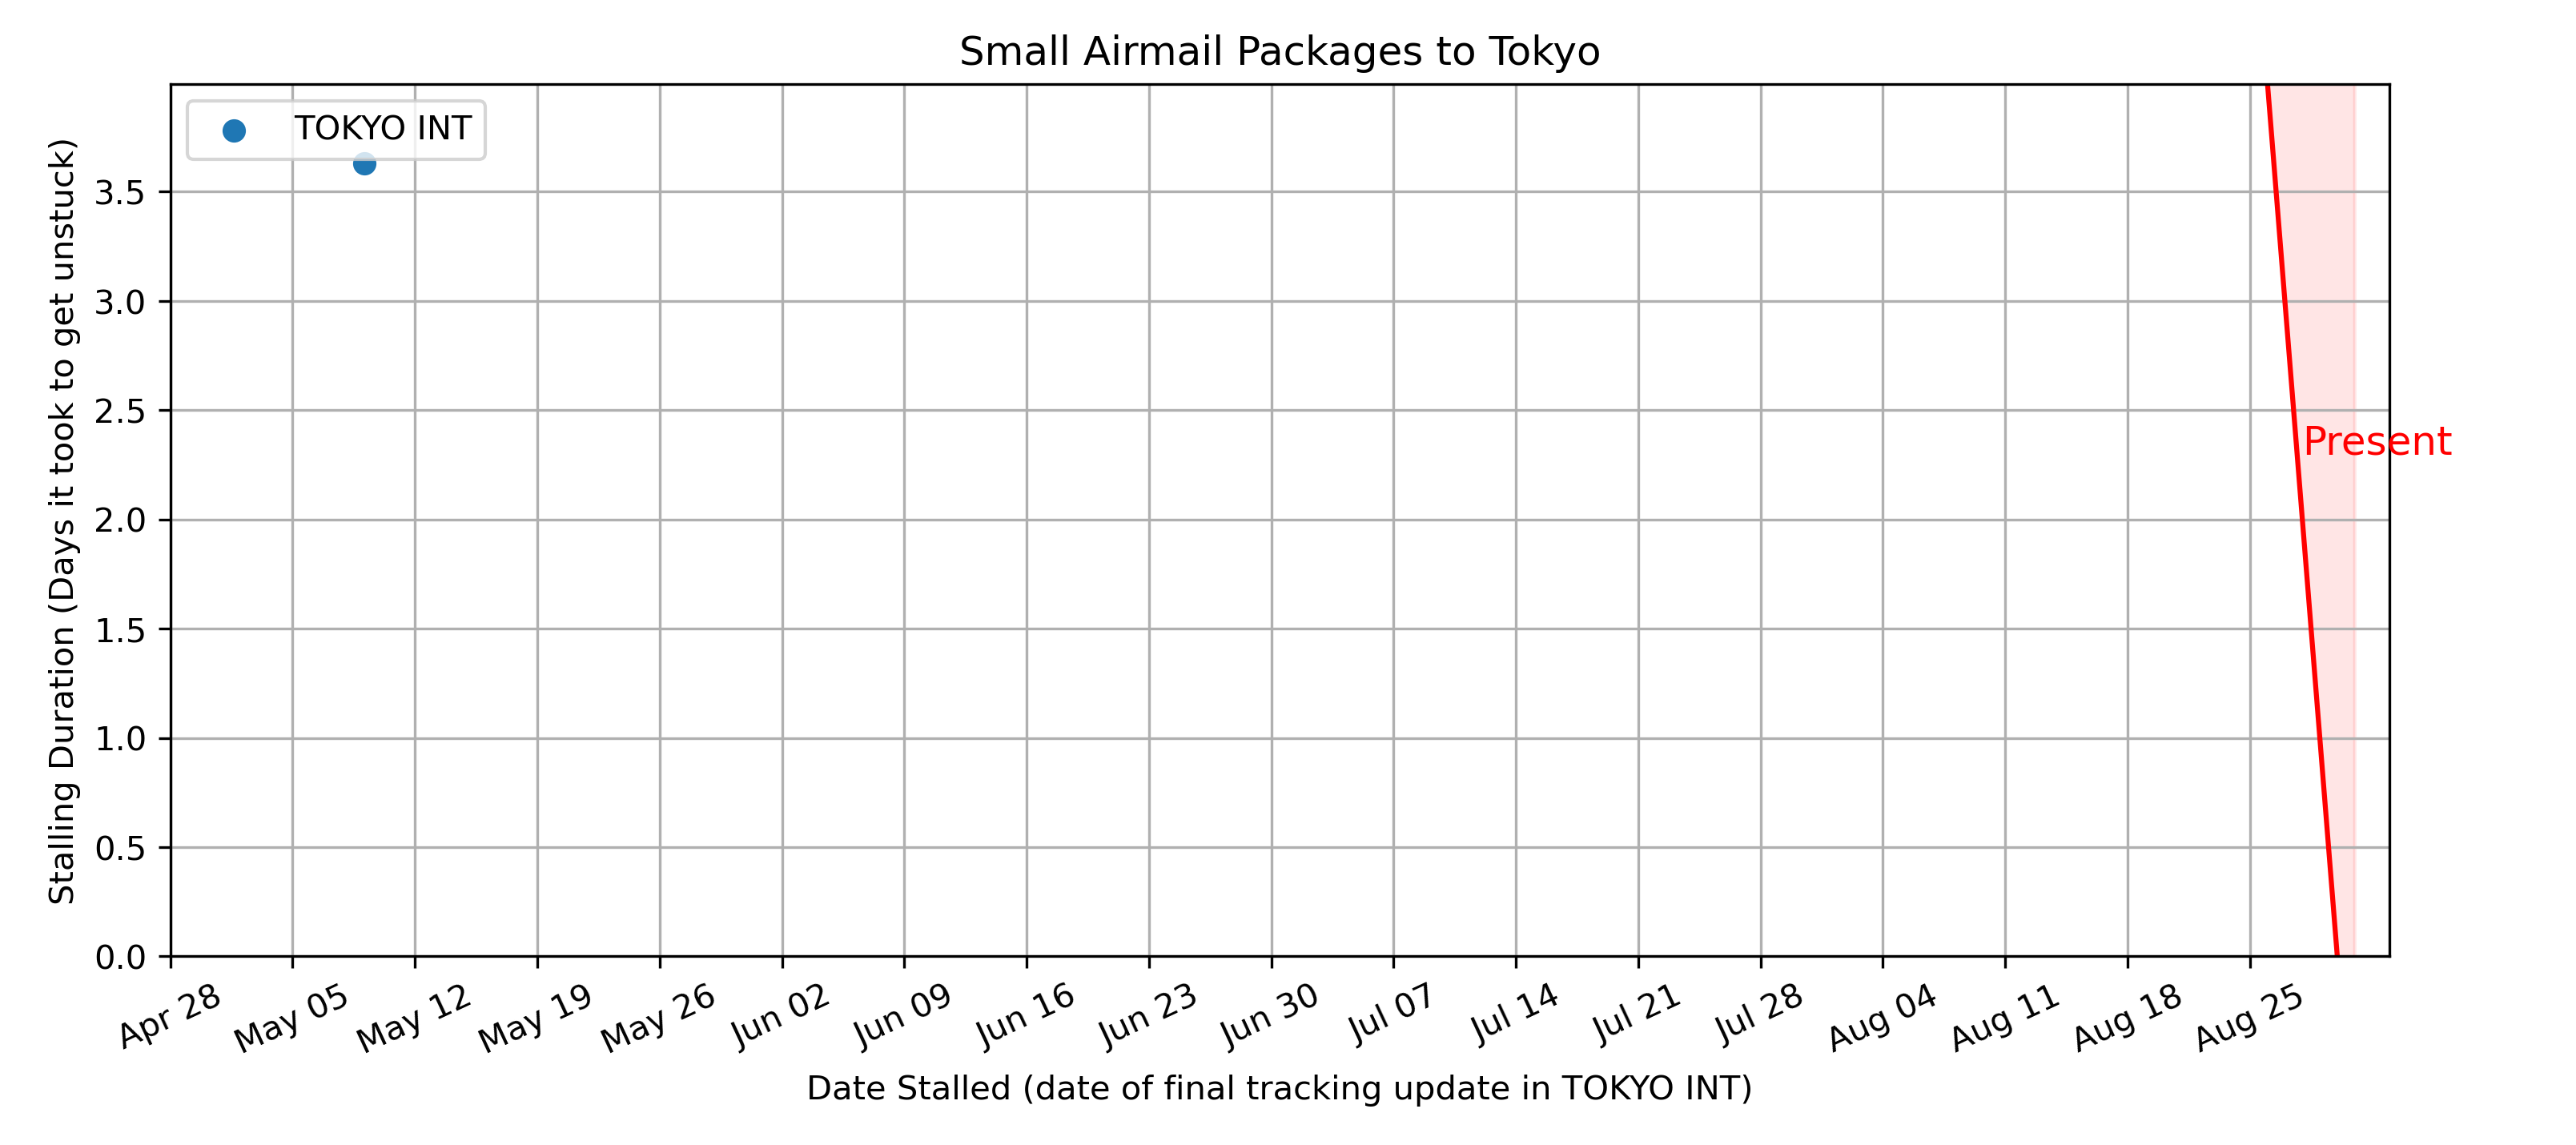 Small Airmail Packages to Tokyo
TOKYO INT
Stalling Duration (Days it took to get unstuck)
3.5
3.0
2.5
2.0
1.5
1.0
0.5
0.0
Present
Apr 28 May 05 May 12 May 19 May 26 Jun 02 Jun 09 Jun 16 Jun 23 Jun 30 Jul 07 Jul 14 Jul 21 Jul 28 Aug 04 Aug 11 Aug 18 Aug 25
Date Stalled (date of final tracking update in TOKYO INT)